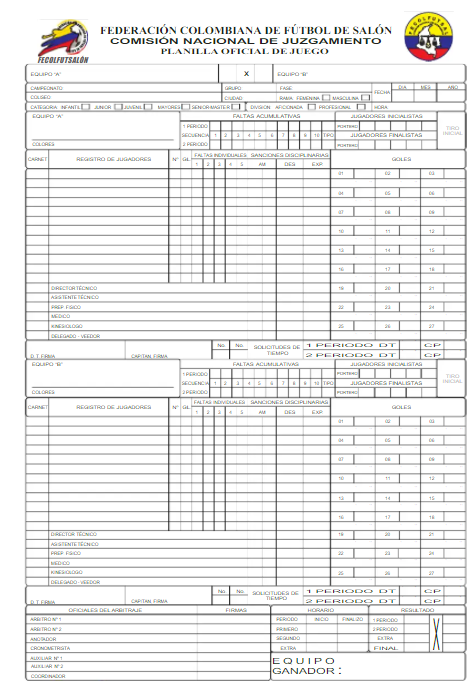 FEDERACIÓN COLOMBIANA DE FÚTBOL DE SALÓN
COMISIÓN NACIONAL DE JUZGAMIENTO
PLANILLA OFICIAL DE JUEGO
FECOLFUTSALÓN
FECOLFUTSAL
EQUIPO "A" X EQUIPO "B"
CAMPEONATO GRUPO FASE FECHA DIA MES AÑO
COLISEO CIUDAD RAMA FEMENINA MASCULINA
CATEGORIA INFANTIL JUNIOR JUVENIL MAYORES SENIOR MASTER DIVISIÓN AFICIONADA PROFESIONAL HORA
EQUIPO "A" FALTAS ACUMULATIVAS JUGADORES INICIALISTAS TIRO INICIAL
1 PERIODO PORTERO
SECUENCIA 1 2 3 4 5 6 7 8 9 10 TIPO JUGADORES FINALISTAS
COLORES 2 PERIODO PORTERO
CARNET REGISTRO DE JUGADORES Nº GL FALTAS INDIVIDUALES SANCIONES DISCIPLINARIAS GOLES
1 2 3 4 5 AM DES EXP
01 02 03
04 05 06
07 08 09
10 11 12
13 14 15
16 17 18
DIRECTOR TÉCNICO 19 20 21
ASISTENTE TÉCNICO
PREP. FISICO 22 23 24
MEDICO
KINESIOLOGO 25 26 27
DELEGADO - VEEDOR
D.T. FIRMA CAPITAN. FIRMA No. No. SOLICITUDES DE TIEMPO 1 PERIODO DT CP
2 PERIODO DT CP
EQUIPO "B" FALTAS ACUMULATIVAS JUGADORES INICIALISTAS TIRO INICIAL
1 PERIODO PORTERO
SECUENCIA 1 2 3 4 5 6 7 8 9 10 TIPO JUGADORES FINALISTAS
COLORES 2 PERIODO PORTERO
CARNET REGISTRO DE JUGADORES Nº GL FALTAS INDIVIDUALES SANCIONES DISCIPLINARIAS GOLES
1 2 3 4 5 AM DES EXP
01 02 03
04 05 06
07 08 09
10 11 12
13 14 15
16 17 18
DIRECTOR TÉCNICO 19 20 21
ASISTENTE TÉCNICO
PREP. FISICO 22 23 24
MEDICO
KINESIOLOGO 25 26 27
DELEGADO - VEEDOR
D.T. FIRMA CAPITAN. FIRMA No. No. SOLICITUDES DE TIEMPO 1 PERIODO DT CP
2 PERIODO DT CP
OFICIALES DEL ARBITRAJE FIRMAS HORARIO RESULTADO
ARBITRO Nº 1 PERIODO INICIO FINALIZO 1 PERIODO
ARBITRO Nº 2 PRIMERO 2 PERIODO
ANOTADOR SEGUNDO EXTRA
CRONOMETRISTA EXTRA FINAL
AUXILIAR Nº 1 EQUIPO
AUXILIAR Nº 2 GANADOR:
COORDINADOR